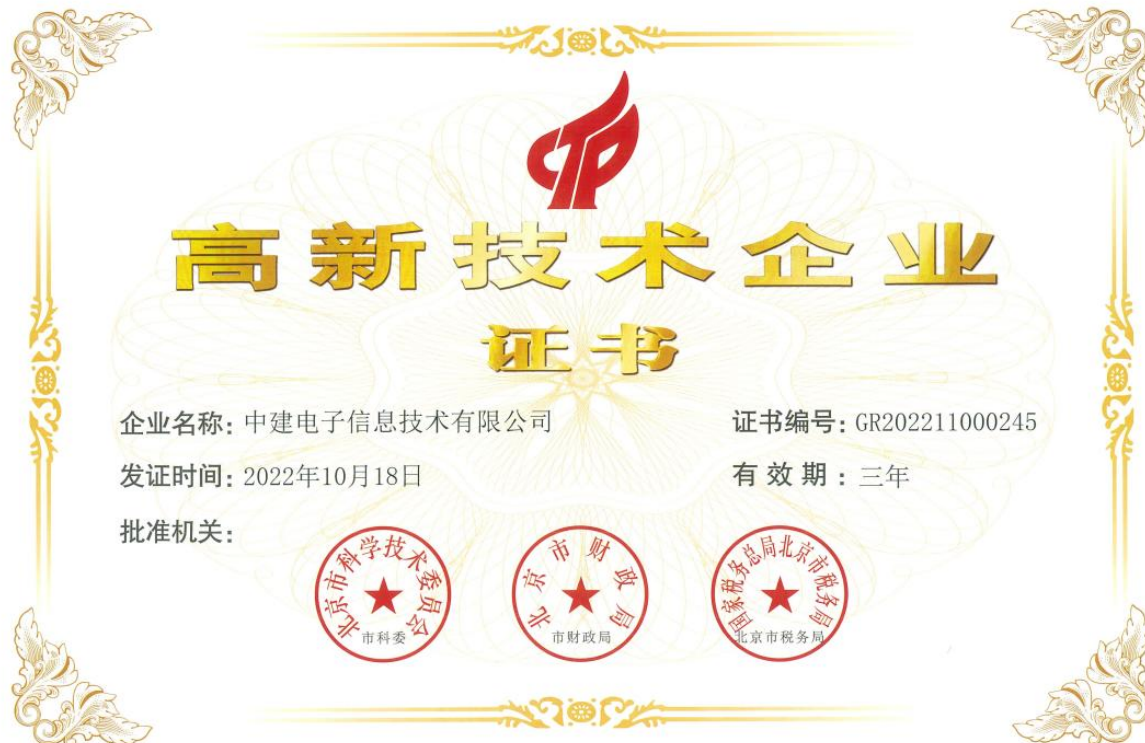 高新技术企业
证书
企业名称：中建电子信息技术有限公司
证书编号：GR202211000245
发证时间：2022年10月18日
有效期：三年
批准机关：
北京市科学技术委员会
市科委
北京市财政局
市财政局
国家税务总局北京市税务局
北京市税务局